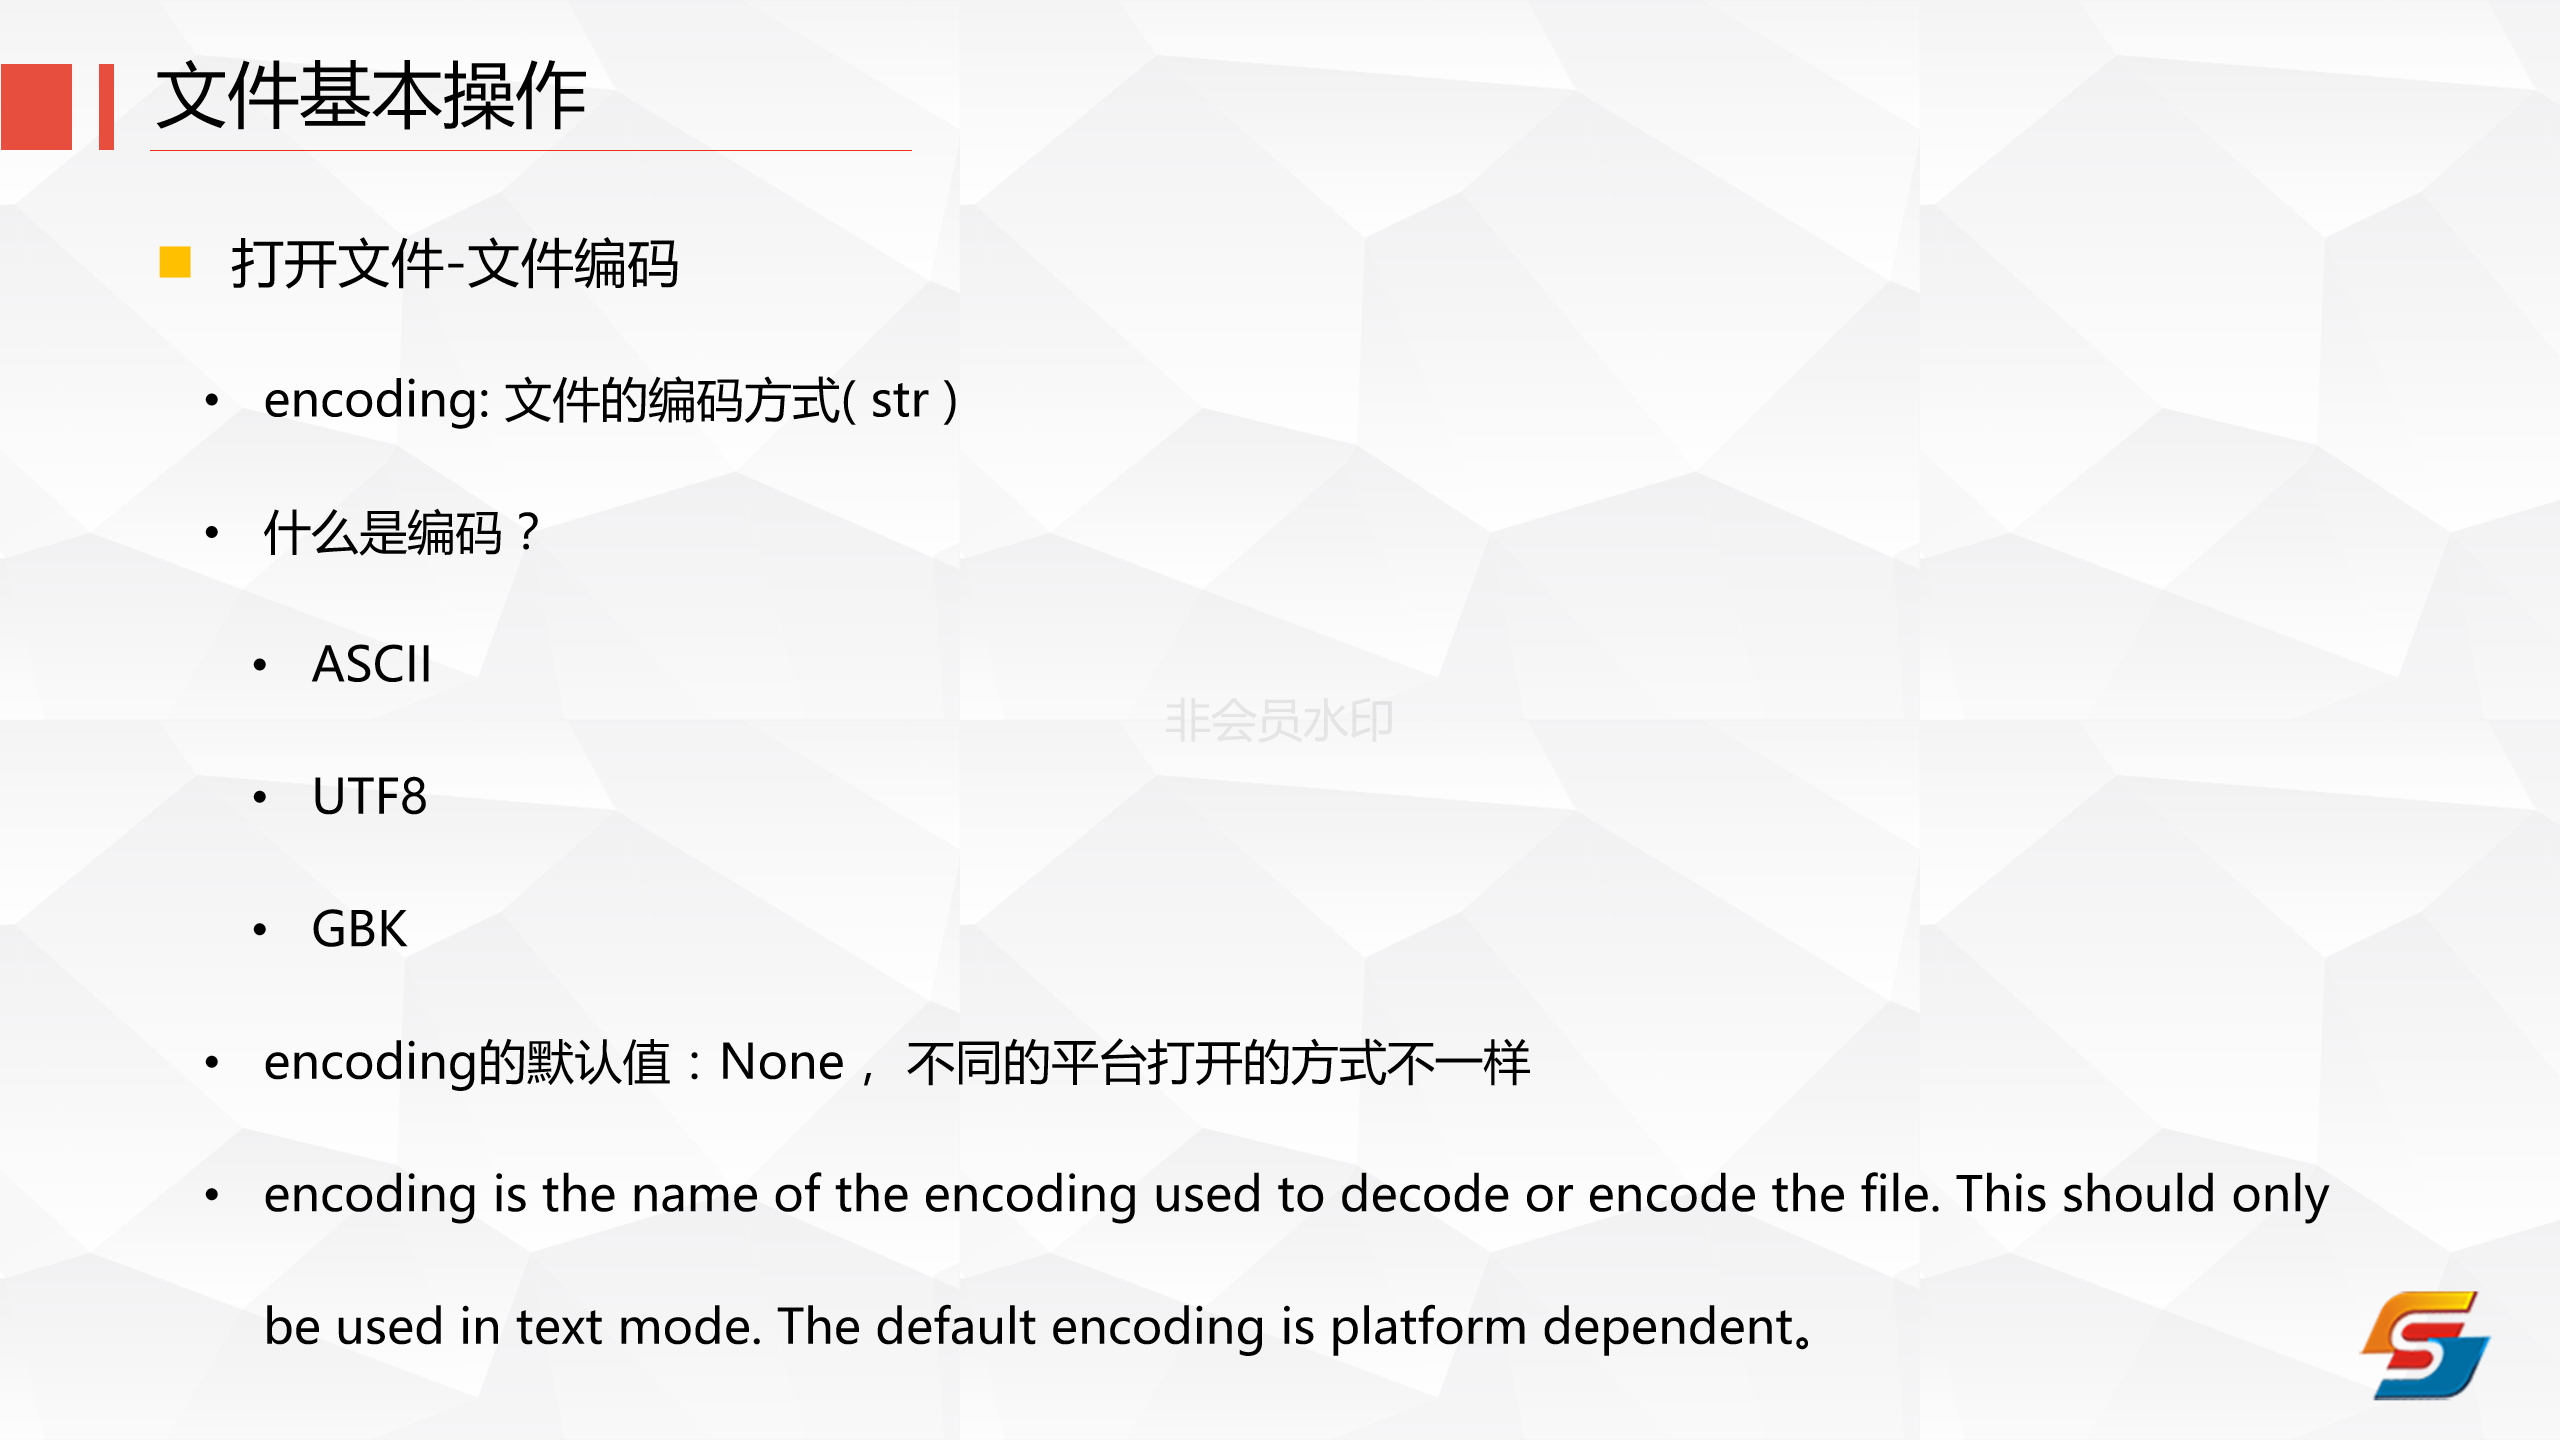 文件基本操作
打开文件-文件编码
• encoding: 文件的编码方式( str )
• 什么是编码？
• ASCII
• UTF8
• GBK
非会员水印
• encoding的默认值：None， 不同的平台打开的方式不一样
• encoding is the name of the encoding used to decode or encode the file. This should only
be used in text mode. The default encoding is platform dependent。